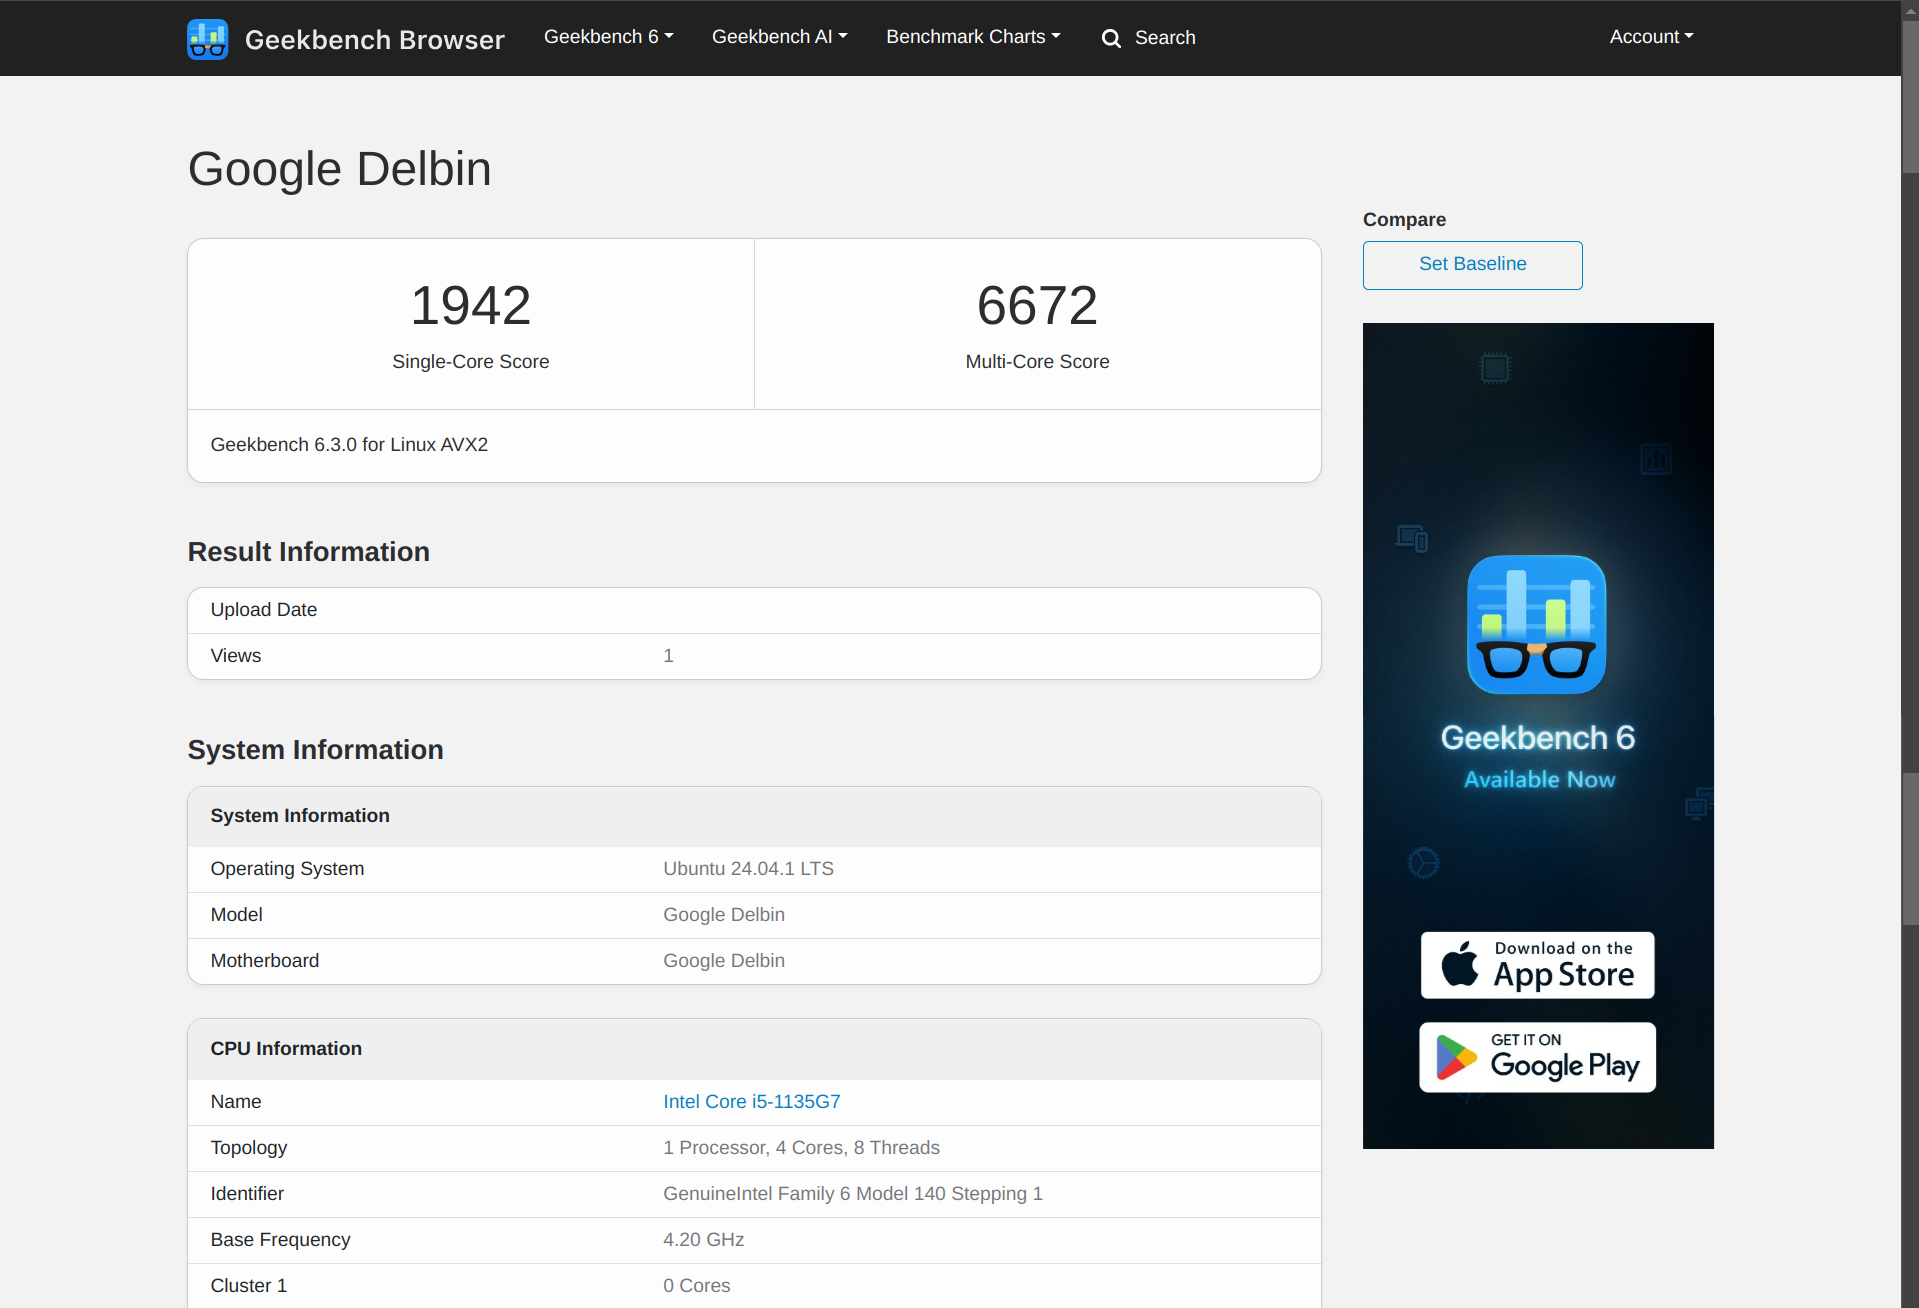 Geekbench Browser
Geekbench 6
Geekbench AI
Benchmark Charts
Search
Account
Google Delbin
1942
Single-Core Score
6672
Multi-Core Score
Geekbench 6.3.0 for Linux AVX2
Result Information
Upload Date
Views 1
System Information
System Information
Operating System Ubuntu 24.04.1 LTS
Model Google Delbin
Motherboard Google Delbin
CPU Information
Name Intel Core i5-1135G7
Topology 1 Processor, 4 Cores, 8 Threads
Identifier GenuineIntel Family 6 Model 140 Stepping 1
Base Frequency 4.20 GHz
Cluster 1 0 Cores
Compare
Set Baseline
Geekbench 6
Available Now
Download on the
App Store
GET IT ON
Google Play